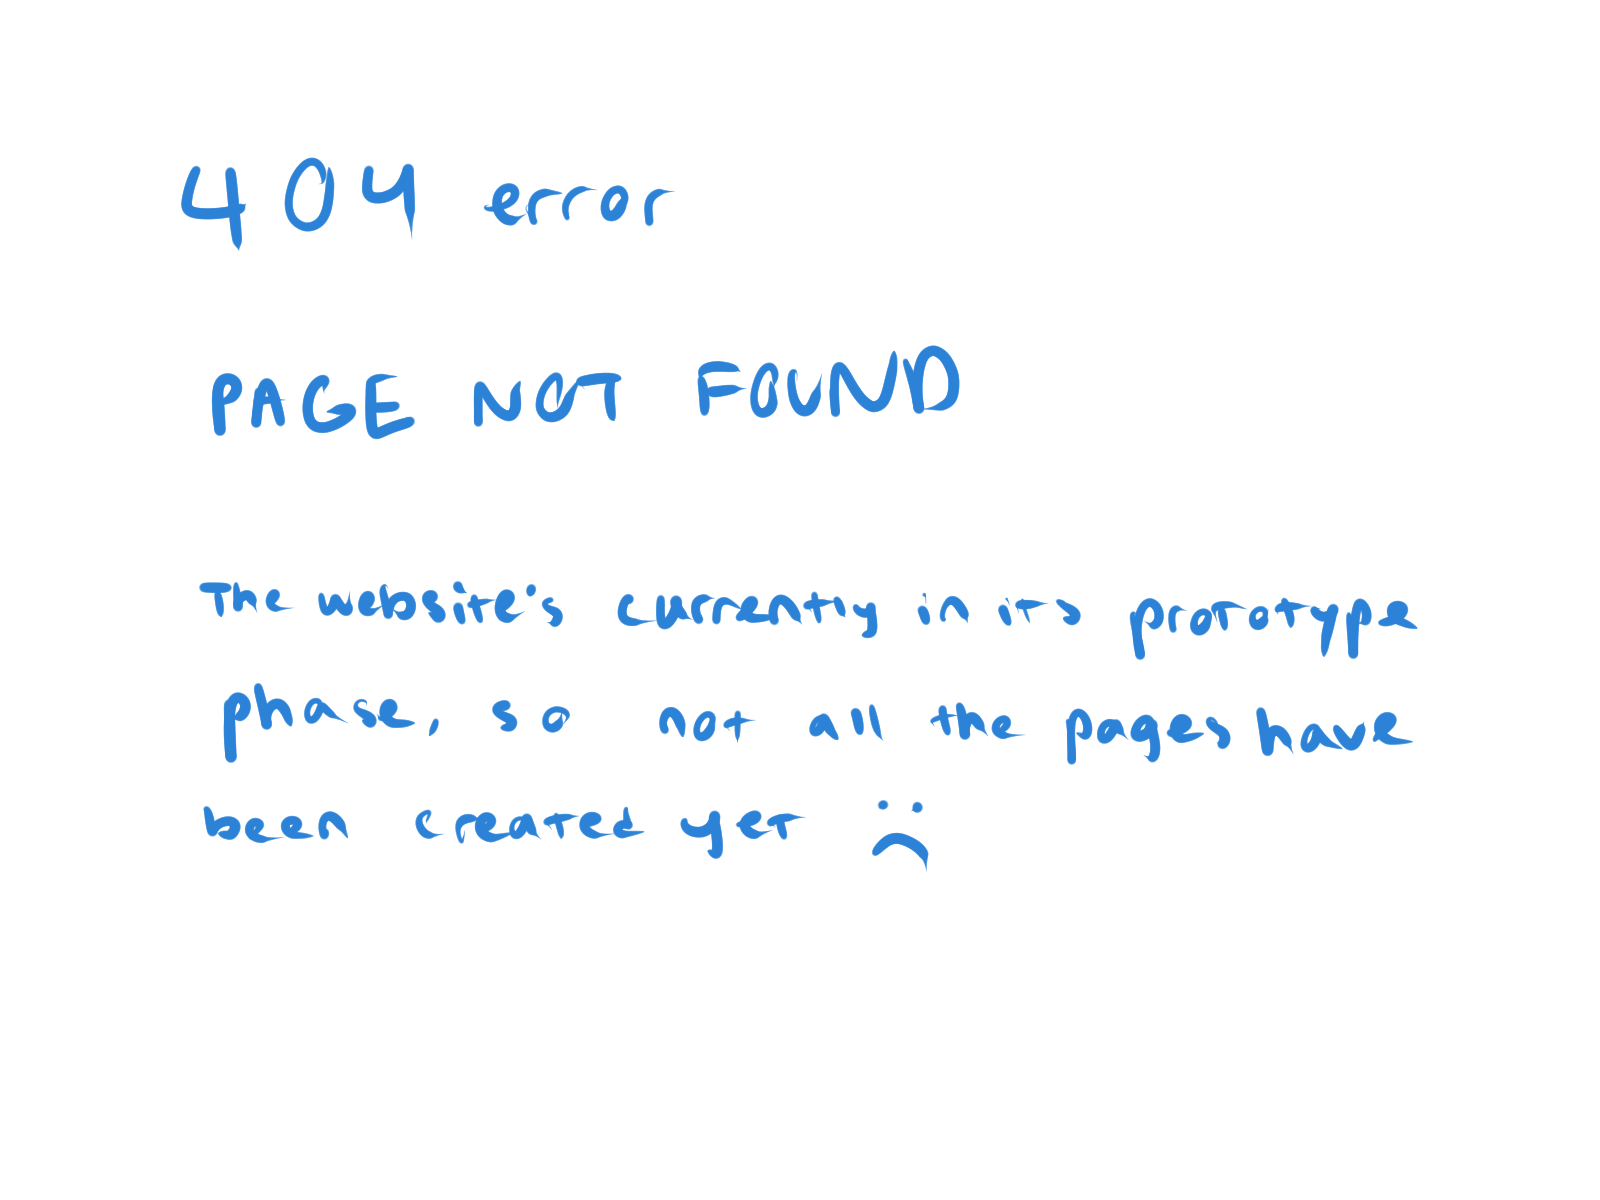 404 error
PAGE NOT FOUND
The website's currently in its prototype
phase, so not all the pages have
been created yet :(